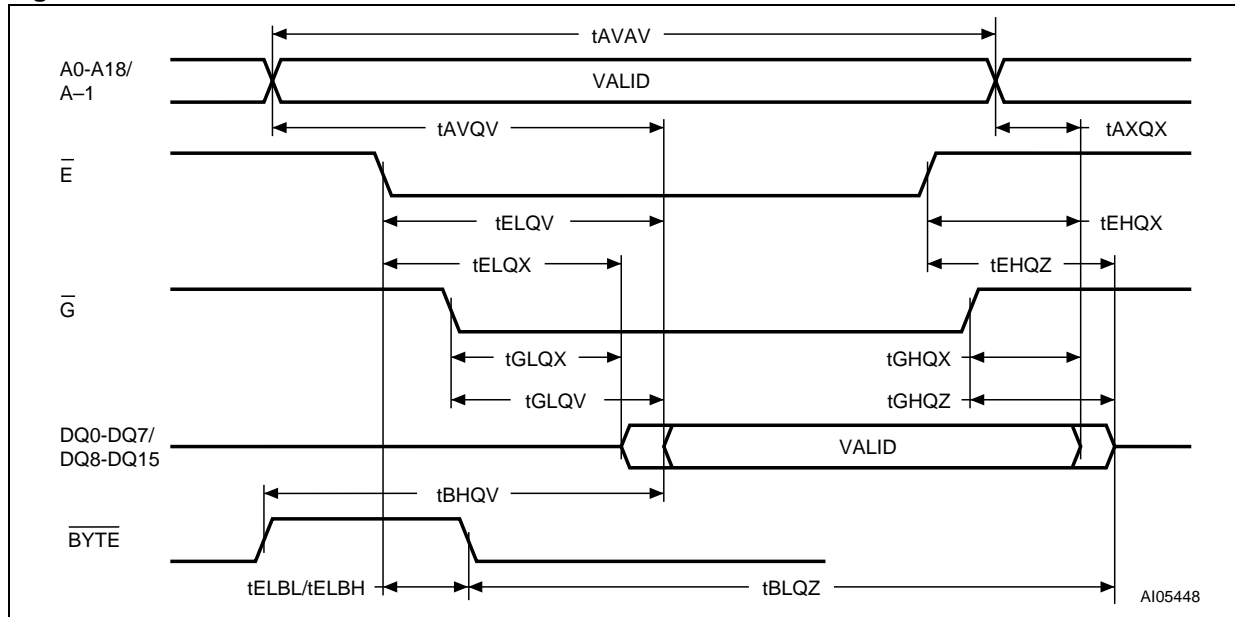 tAVAV
A0-A18/
A–1
VALID
tAVQV
tAXQX
E
tELQV
tEHQX
tELQX
tEHQZ
G
tGLQX
tGHQX
tGLQV
tGHQZ
DQ0-DQ7/
DQ8-DQ15
VALID
tBHQV
BYTE
tELBL/tELBH
tBLQZ
AI05448